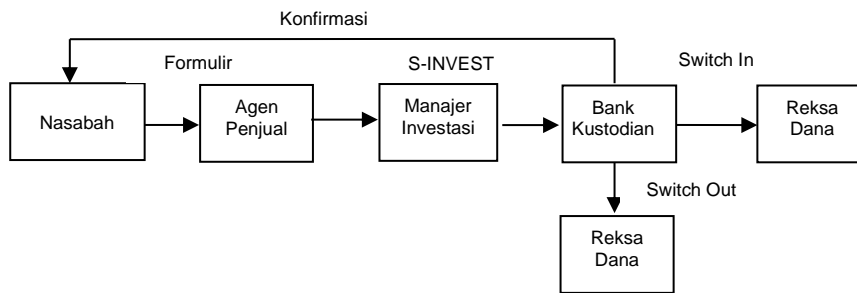 Konfirmasi
Formulir
S-INVEST
Switch In
Nasabah
Agen
Penjual
Manajer
Investasi
Bank
Kustodian
Reksa
Dana
Switch Out
Reksa
Dana